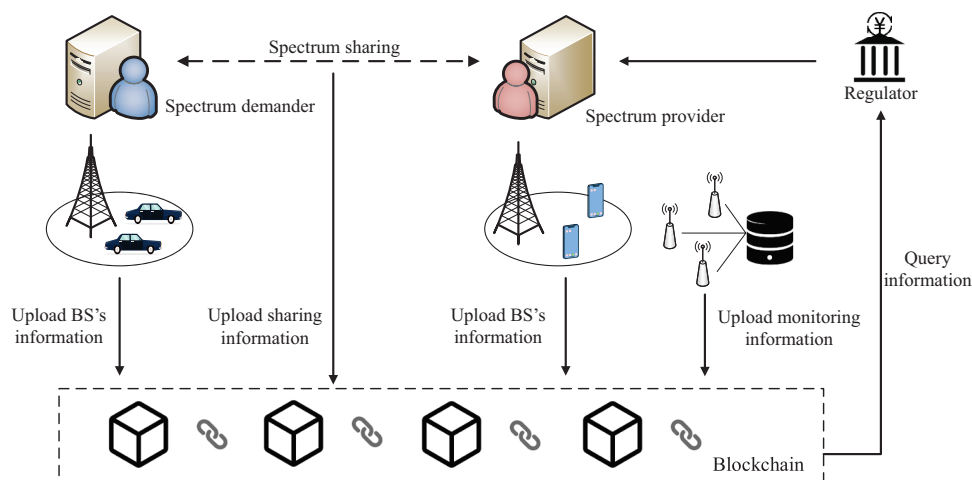 Spectrum sharing
¥
Spectrum demander
Spectrum provider
Regulator
Query
information
Upload BS's
information
Upload sharing
information
Upload BS's
information
Upload monitoring
information
Blockchain